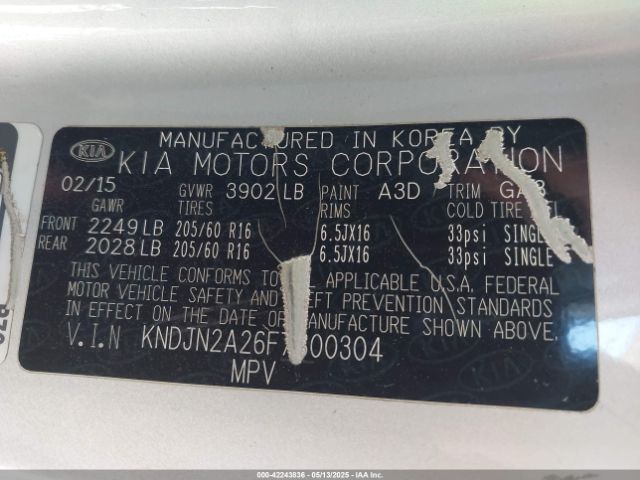 MANUFACTURED IN KOREA BY
KIA KIA MOTORS CORPORATION
02/15 GVWR 3902 LB PAINT A3D TRIM
GAWR TIRES RIMS COLD TIRE
FRONT 2249 LB 205/60 R16 6.5JX16 33psi SINGLE
REAR 2028 LB 205/60 R16 6.5JX16 33psi SINGLE
THIS VEHICLE CONFORMS TO APPLICABLE U.S.A. FEDERAL
MOTOR VEHICLE SAFETY AND THEFT PREVENTION STANDARDS
IN EFFECT ON THE DATE OF MANUFACTURE SHOWN ABOVE.
V.I.N
MPV
000-42243836 - 05/13/2025 - COPART